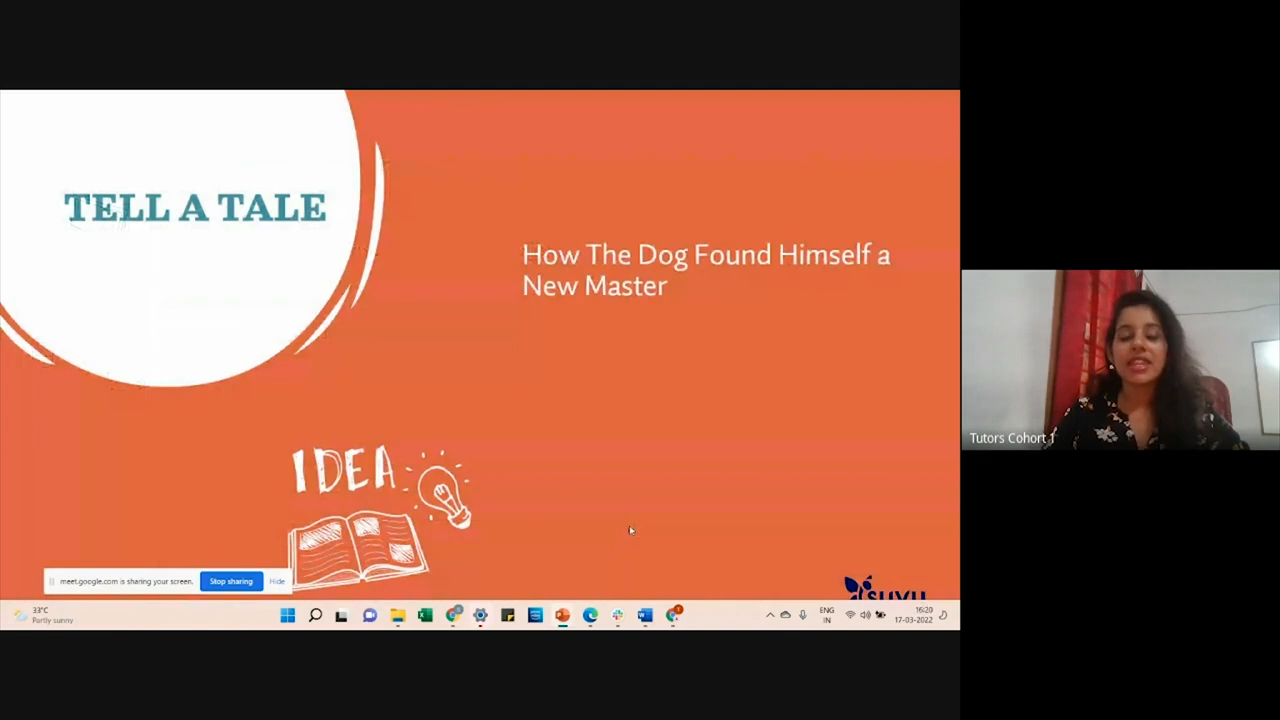 TELL A TALE
How The Dog Found Himself a
New Master
IDEA
Tutors Cohort 1
meet.google.com is sharing your screen.
Stop sharing
Hide
33°C
Partly sunny
ENG
IN
16:20
17-03-2022